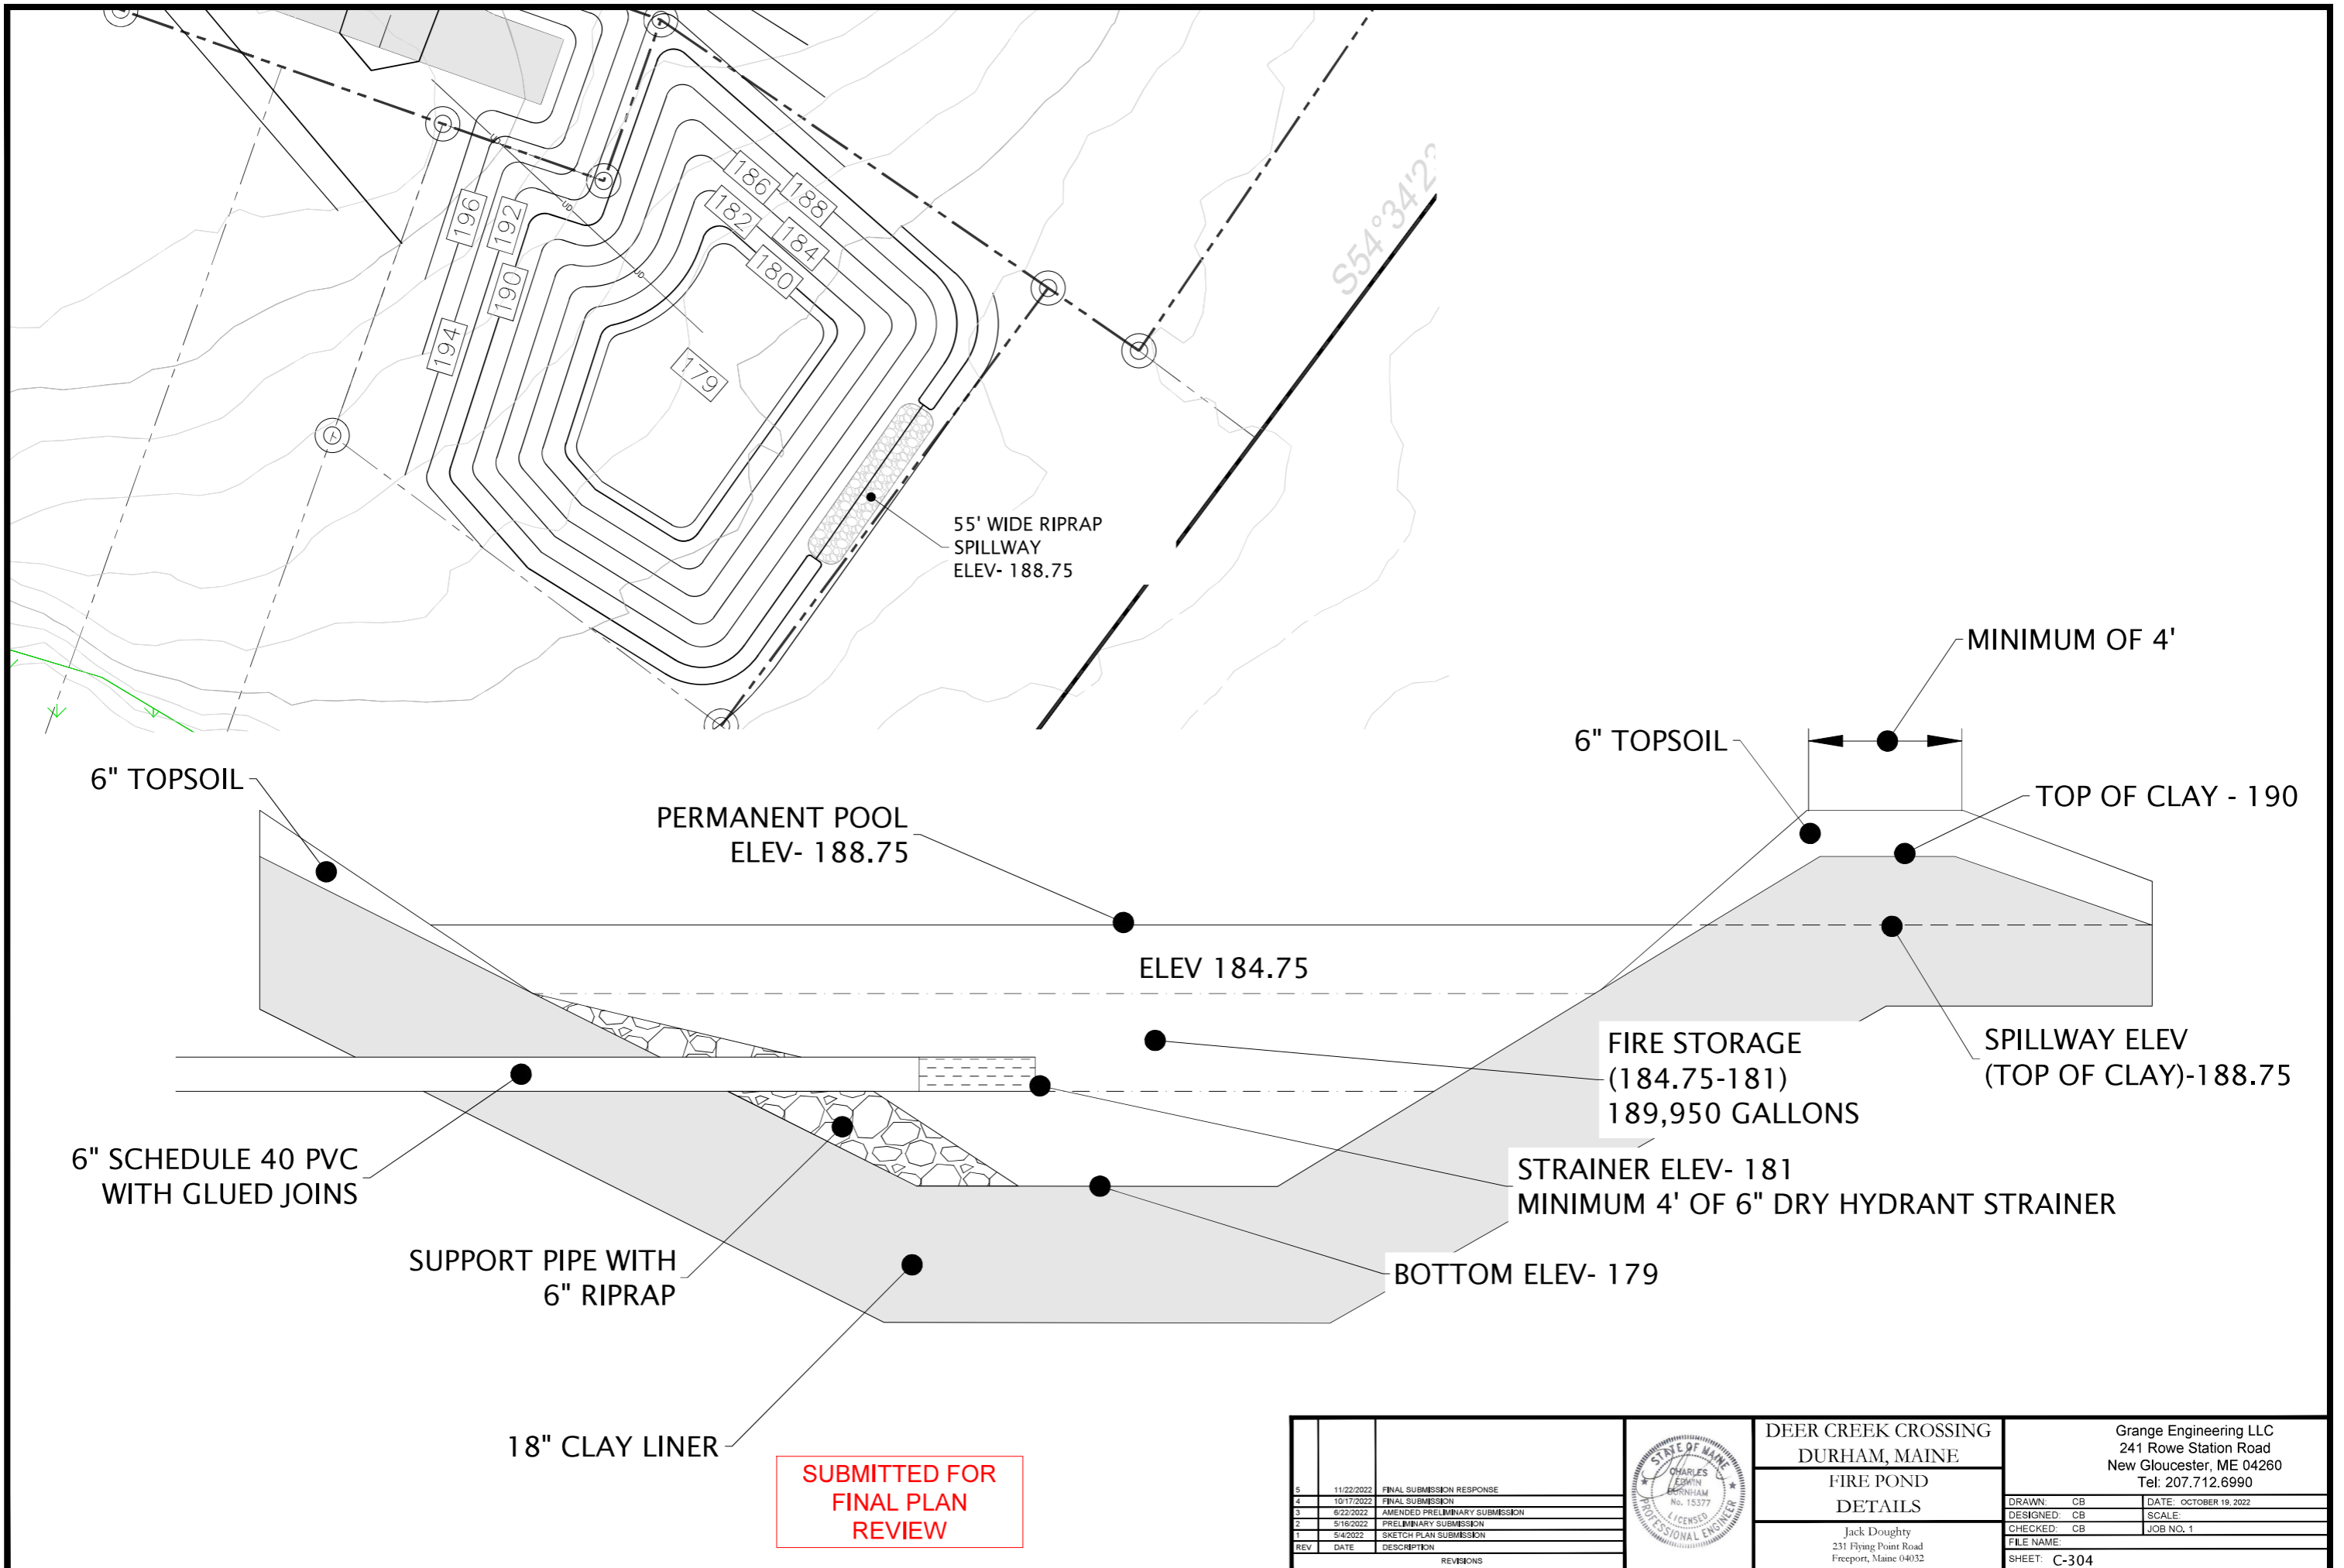 196
192
190
194
186
188
182
184
180
179
UD
UD
UD
S54°34'2
55' WIDE RIPRAP
SPILLWAY
ELEV- 188.75
MINIMUM OF 4'
6" TOPSOIL
6" TOPSOIL
TOP OF CLAY - 190
PERMANENT POOL
ELEV- 188.75
ELEV 184.75
FIRE STORAGE
(184.75-181)
189,950 GALLONS
SPILLWAY ELEV
(TOP OF CLAY)-188.75
6" SCHEDULE 40 PVC
WITH GLUED JOINS
STRAINER ELEV- 181
MINIMUM 4' OF 6" DRY HYDRANT STRAINER
SUPPORT PIPE WITH
6" RIPRAP
BOTTOM ELEV- 179
18" CLAY LINER
SUBMITTED FOR
FINAL PLAN
REVIEW
5 11/22/2022 FINAL SUBMISSION RESPONSE
4 10/17/2022 FINAL SUBMISSION
3 6/22/2022 AMENDED PRELIMINARY SUBMISSION
2 5/16/2022 PRELIMINARY SUBMISSION
1 5/4/2022 SKETCH PLAN SUBMISSION
REV DATE DESCRIPTION
REVISIONS
STATE OF MAINE
CHARLES
EDWIN
BURNHAM
No. 15377
LICENSED
PROFESSIONAL ENGINEER
DEER CREEK CROSSING
DURHAM, MAINE
FIRE POND
DETAILS
Jack Doughty
231 Flying Point Road
Freeport, Maine 04032
Grange Engineering LLC
241 Rowe Station Road
New Gloucester, ME 04260
Tel: 207.712.6990
DRAWN: CB DATE: OCTOBER 19, 2022
DESIGNED: CB SCALE:
CHECKED: CB JOB NO. 1
FILE NAME:
SHEET: C-304